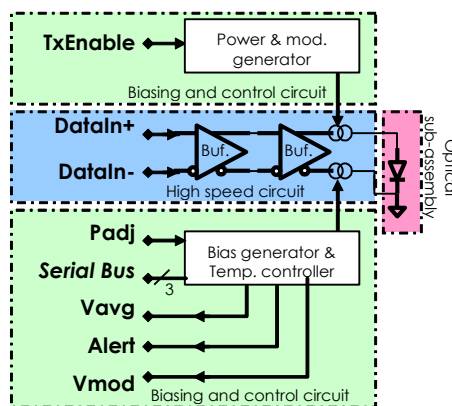 TxEnable
Power & mod.
generator
Biasing and control circuit
DataIn+
DataIn-
Buf.
Buf.
High speed circuit
Optical
sub-assembly
Padj
Serial Bus
3
Vavg
Alert
Vmod
Bias generator &
Temp. controller
Biasing and control circuit